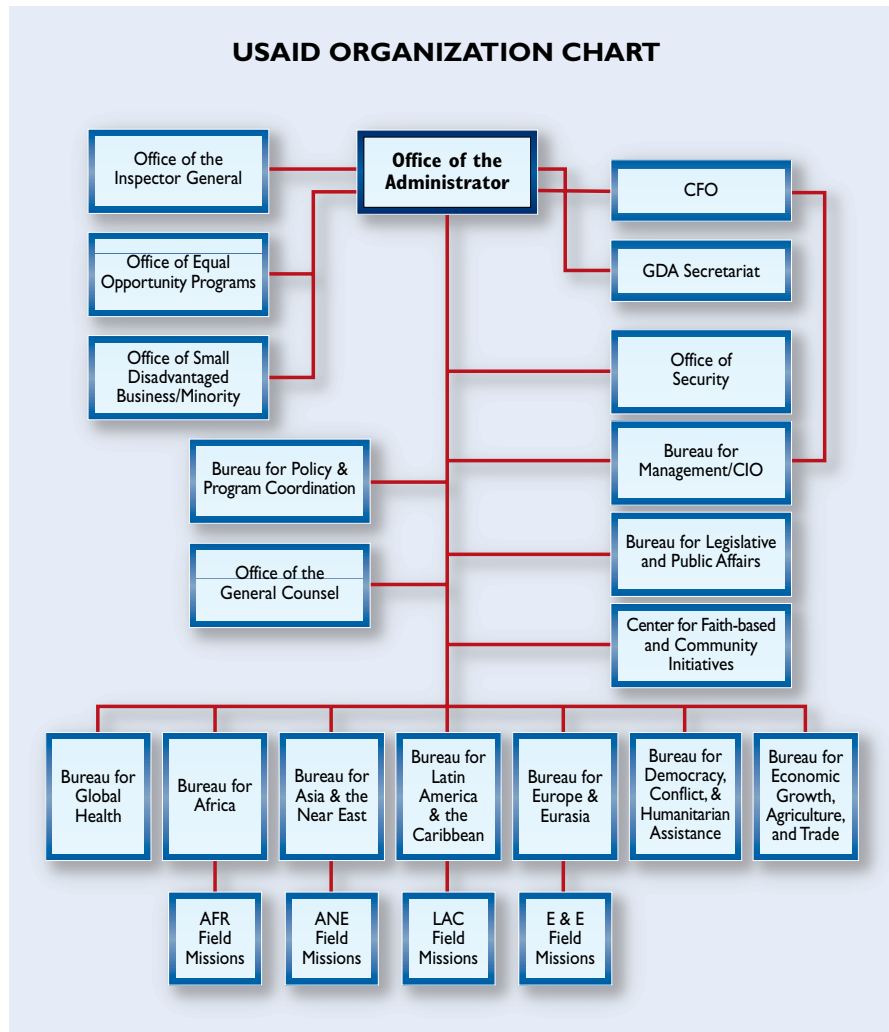 USAID ORGANIZATION CHART
Office of the
Inspector General
Office of the
Administrator
CFO
Office of Equal
Opportunity Programs
GDA Secretariat
Office of Small
Disadvantaged
Business/Minority
Office of
Security
Bureau for Policy &
Program Coordination
Bureau for
Management/CIO
Office of the
General Counsel
Bureau for Legislative
and Public Affairs
Center for Faith-based
and Community
Initiatives
Bureau for
Global
Health
Bureau for
Africa
Bureau for
Asia & the
Near East
Bureau for
Latin
America
& the
Caribbean
Bureau for
Europe &
Eurasia
Bureau for
Democracy,
Conflict, &
Humanitarian
Assistance
Bureau for
Economic
Growth,
Agriculture,
and Trade
AFR
Field
Missions
ANE
Field
Missions
LAC
Field
Missions
E & E
Field
Missions